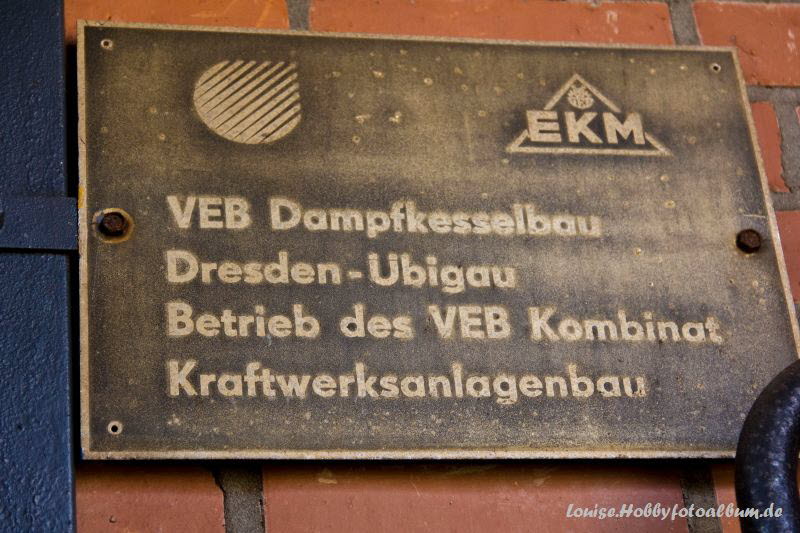 EKM
VEB Dampfkesselbau
Dresden-Übigau
Betrieb des VEB Kombinat
Kraftwerksanlagenbau
Louise.Hobbyfotoalbum.de